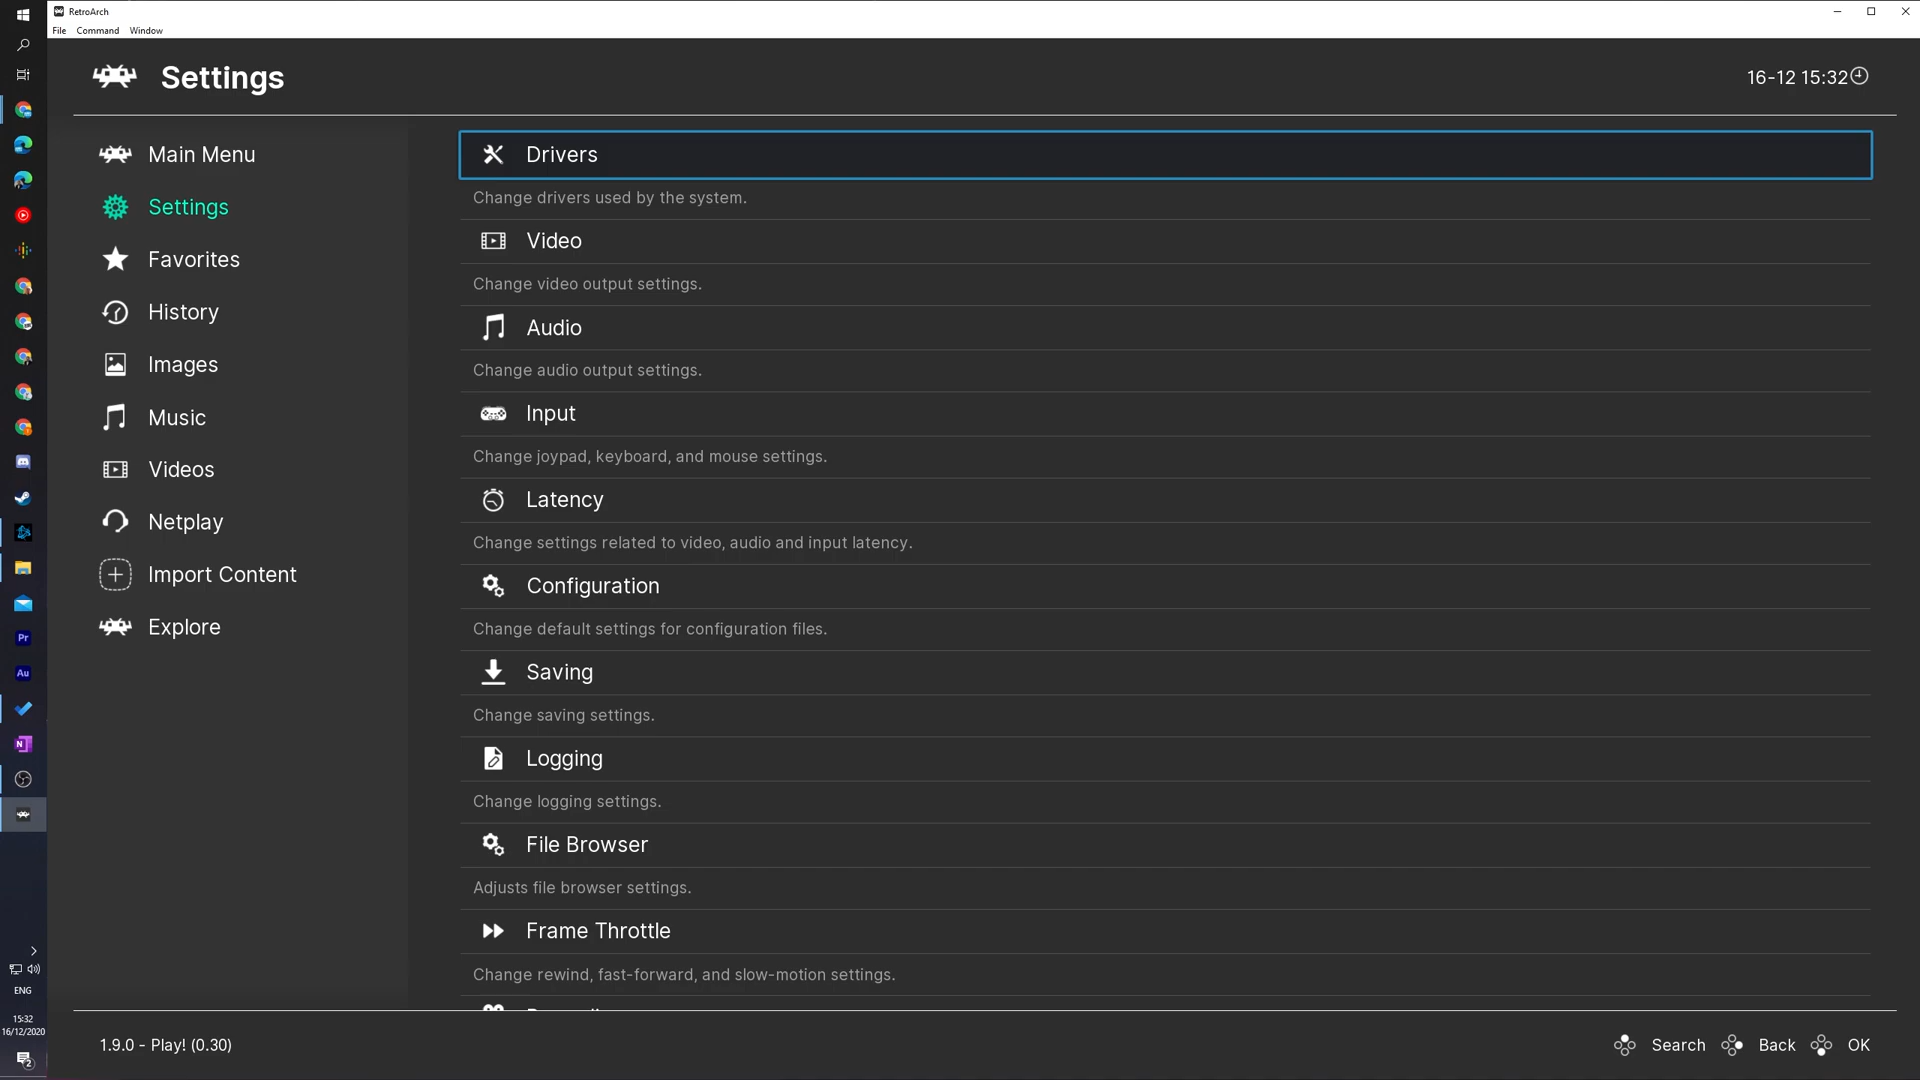 RetroArch
File Command Window
Settings
16-12 15:32
Main Menu
Settings
Favorites
History
Images
Music
Videos
Netplay
Import Content
Explore
Drivers
Change drivers used by the system.
Video
Change video output settings.
Audio
Change audio output settings.
Input
Change joypad, keyboard, and mouse settings.
Latency
Change settings related to video, audio and input latency.
Configuration
Change default settings for configuration files.
Saving
Change saving settings.
Logging
Change logging settings.
File Browser
Adjusts file browser settings.
Frame Throttle
Change rewind, fast-forward, and slow-motion settings.
1.9.0 - Play! (0.30)
Search Back OK
Pr
Au
N
ENG
15:32
16/12/2020
2